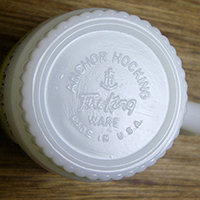 ANCHOR HOCKING
Fire King
WARE
MADE IN U.S.A.